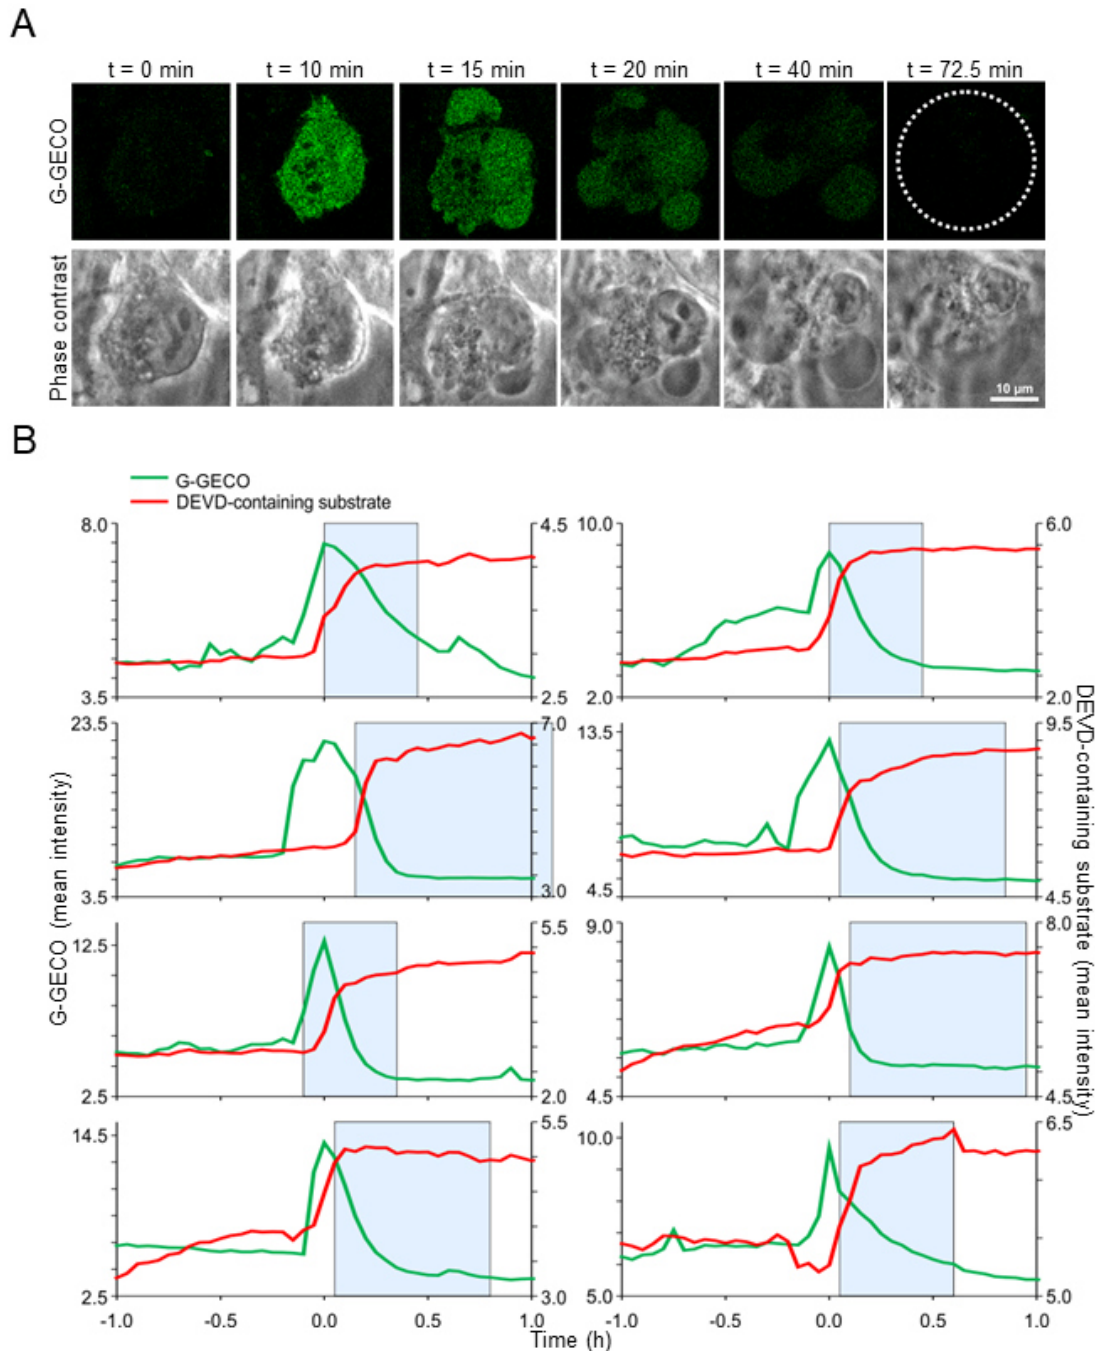 A
t = 0 min t = 10 min t = 15 min t = 20 min t = 40 min t = 72.5 min
G-GECO
Phase contrast
10 µm
B
G-GECO
DEVD-containing substrate
8.0 4.5 10.0 6.0
3.5 2.5 2.0 2.0
23.5 7.0 13.5 9.5
3.5 3.0 4.5 4.5
12.5 5.5 9.0 8.0
2.5 2.0 4.5 4.5
14.5 5.5 10.0 6.5
2.5 3.0 5.0 5.0
-1.0 -0.5 0.0 0.5 1.0 -1.0 -0.5 0.0 0.5 1.0
Time (h)
G-GECO (mean intensity)
DEVD-containing substrate (mean intensity)